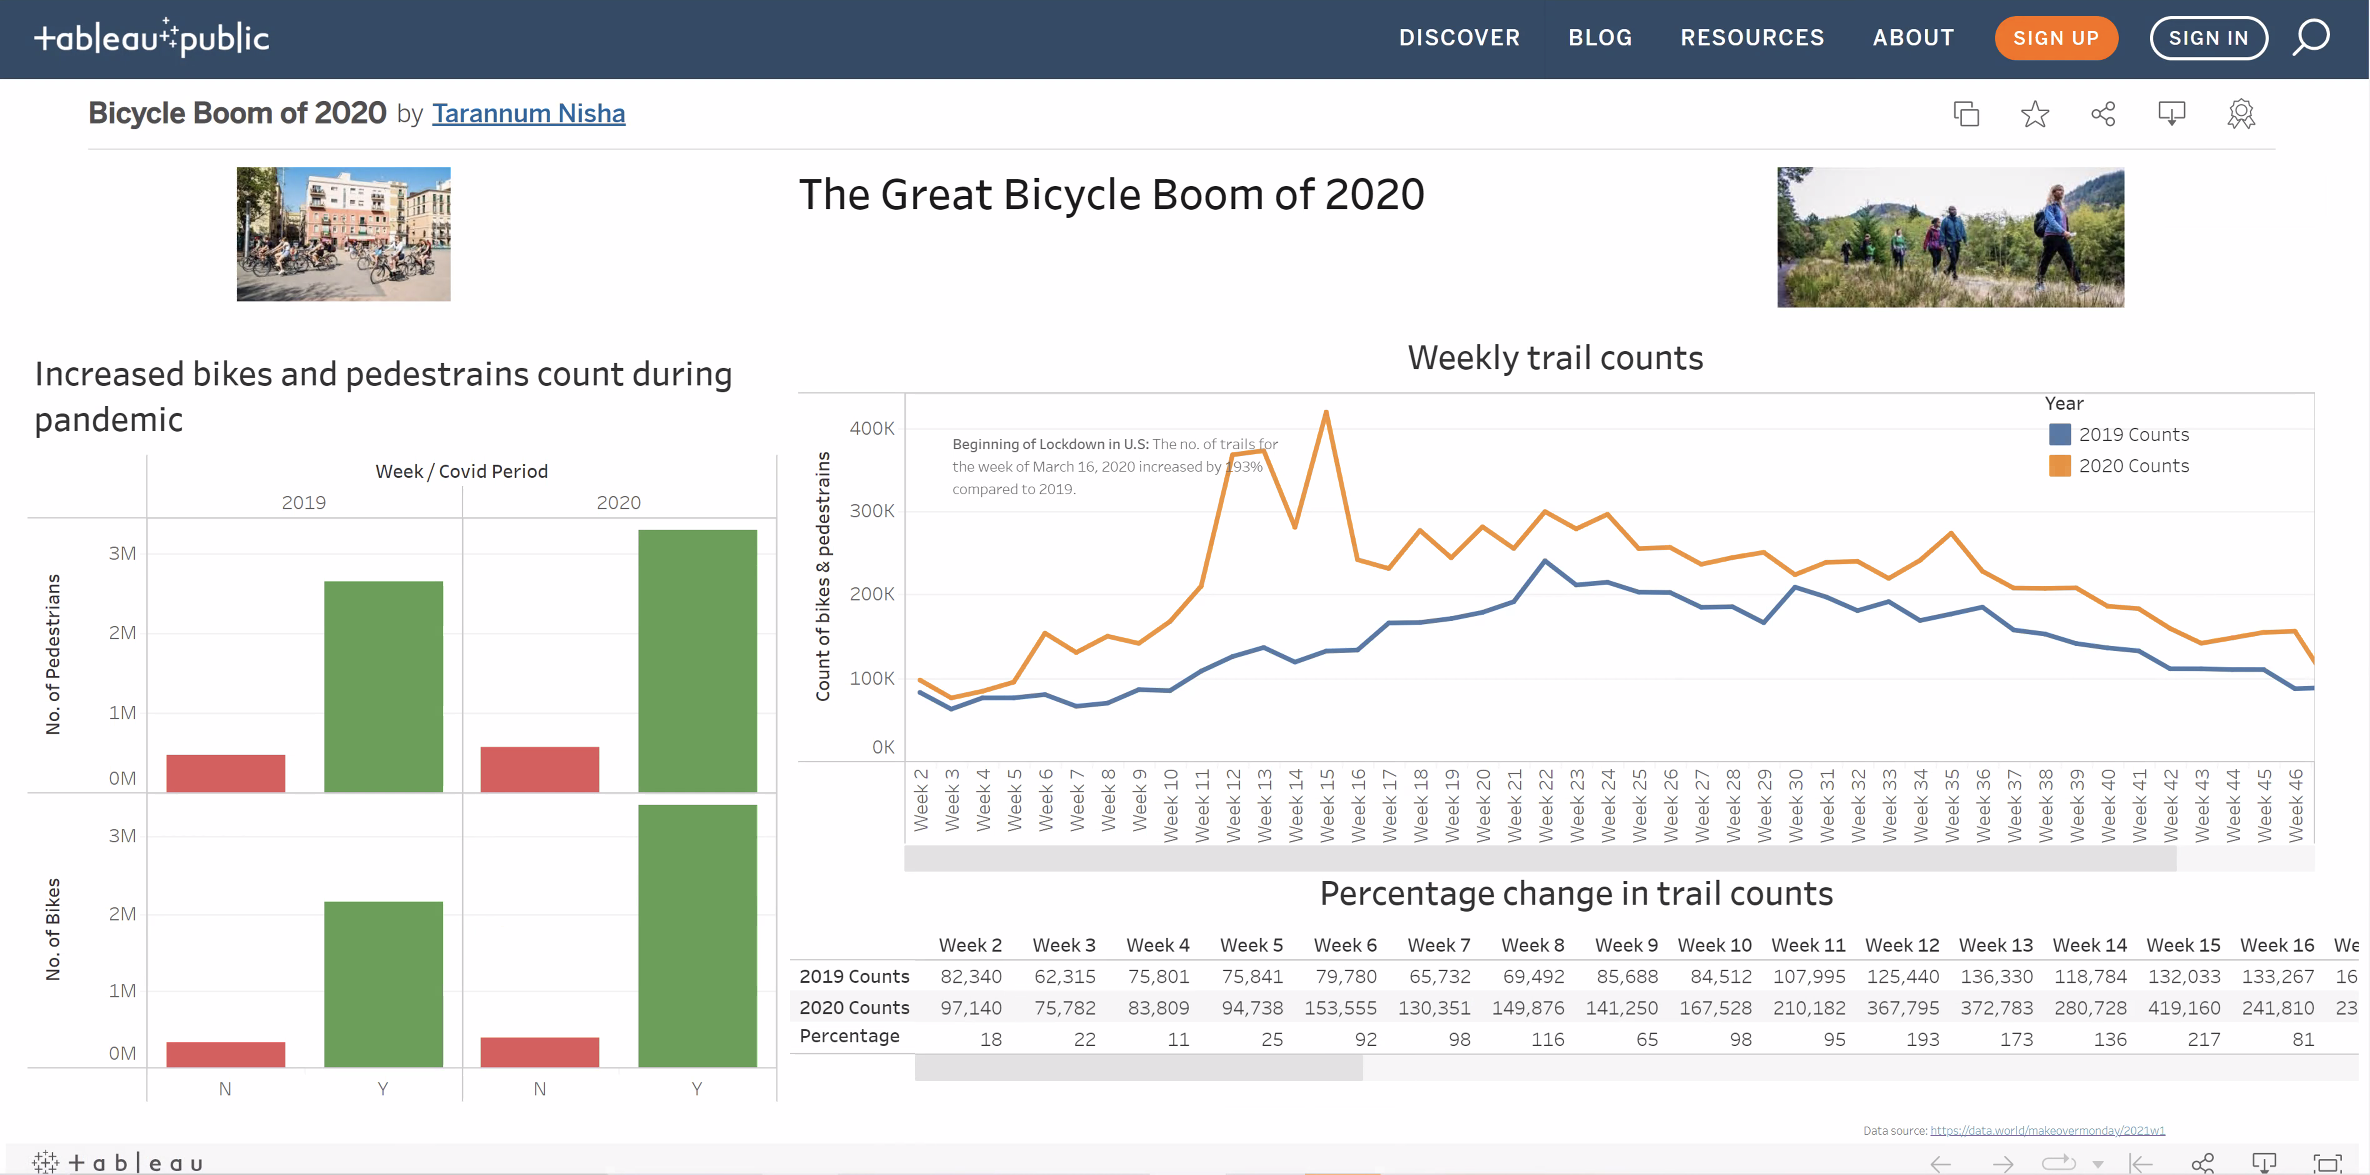 tableau public
DISCOVER BLOG RESOURCES ABOUT SIGN UP SIGN IN
Bicycle Boom of 2020 by Tarannum Nisha
The Great Bicycle Boom of 2020
Increased bikes and pedestrains count during
pandemic
Week / Covid Period
2019 2020
No. of Pedestrians
3M
2M
1M
0M
No. of Bikes
3M
2M
1M
0M
N Y N Y
Weekly trail counts
Count of bikes & pedestrains
400K
300K
200K
100K
0K
Beginning of Lockdown in U.S: The no. of trails for
the week of March 16, 2020 increased by 193%
compared to 2019.
Year
2019 Counts
2020 Counts
Week 2 Week 3 Week 4 Week 5 Week 6 Week 7 Week 8 Week 9 Week 10 Week 11 Week 12 Week 13 Week 14 Week 15 Week 16 Week 17 Week 18 Week 19 Week 20 Week 21 Week 22 Week 23 Week 24 Week 25 Week 26 Week 27 Week 28 Week 29 Week 30 Week 31 Week 32 Week 33 Week 34 Week 35 Week 36 Week 37 Week 38 Week 39 Week 40 Week 41 Week 42 Week 43 Week 44 Week 45 Week 46
Percentage change in trail counts
Week 2 Week 3 Week 4 Week 5 Week 6 Week 7 Week 8 Week 9 Week 10 Week 11 Week 12 Week 13 Week 14 Week 15 Week 16 We
2019 Counts 82,340 62,315 75,801 75,841 79,780 65,732 69,492 85,688 84,512 107,995 125,440 136,330 118,784 132,033 133,267 16
2020 Counts 97,140 75,782 83,809 94,738 153,555 130,351 149,876 141,250 167,528 210,182 367,795 372,783 280,728 419,160 241,810 23
Percentage 18 22 11 25 92 98 116 65 98 95 193 173 136 217 81
Data source: https://data.world/makeovermonday/2021w1
tableau